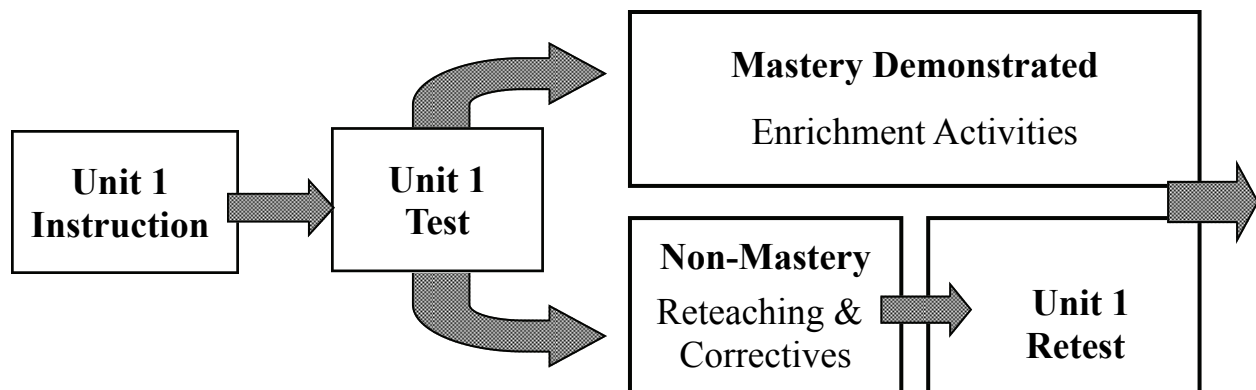 Unit 1
Instruction
Unit 1
Test
Mastery Demonstrated
Enrichment Activities
Non-Mastery
Reteaching &
Correctives
Unit 1
Retest